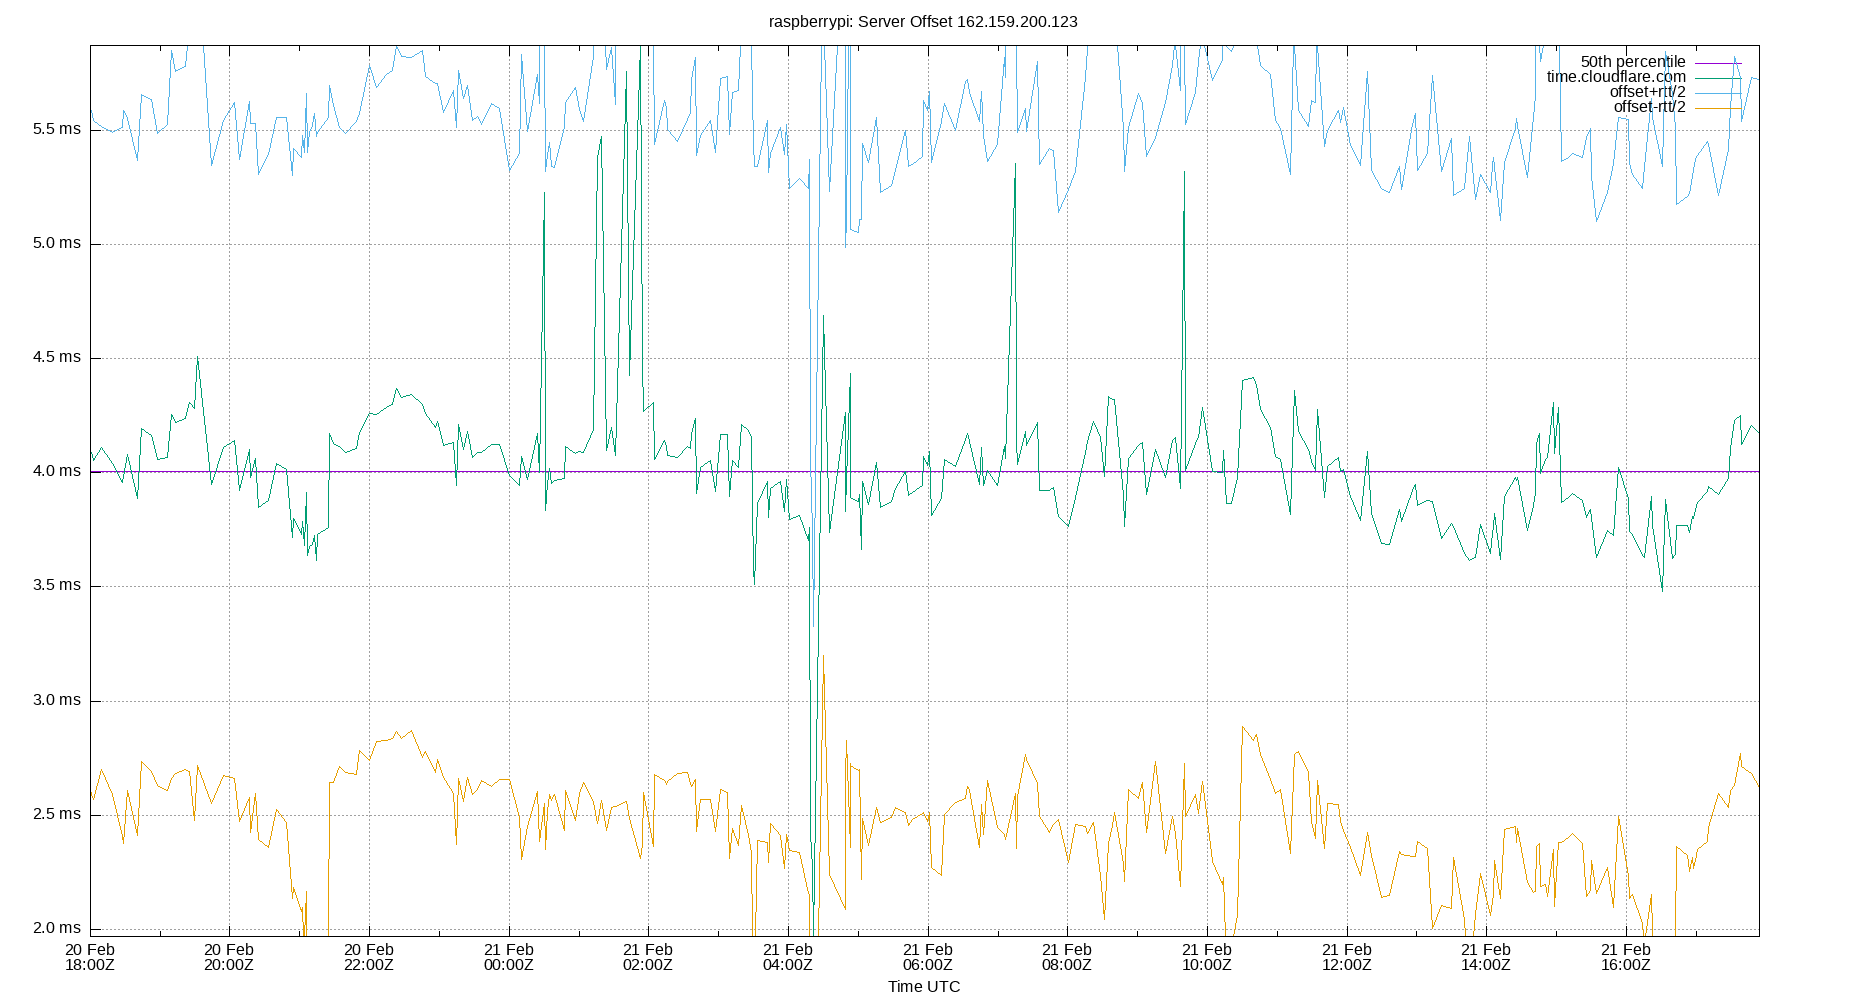 raspberrypi: Server Offset 162.159.200.123
50th percentile
time.cloudflare.com
offset+rtt/2
offset-rtt/2
5.5 ms
5.0 ms
4.5 ms
4.0 ms
3.5 ms
3.0 ms
2.5 ms
2.0 ms
20 Feb 20 Feb 20 Feb 21 Feb 21 Feb 21 Feb 21 Feb 21 Feb 21 Feb 21 Feb 21 Feb 21 Feb
18:00Z 20:00Z 22:00Z 00:00Z 02:00Z 04:00Z 06:00Z 08:00Z 10:00Z 12:00Z 14:00Z 16:00Z
Time UTC